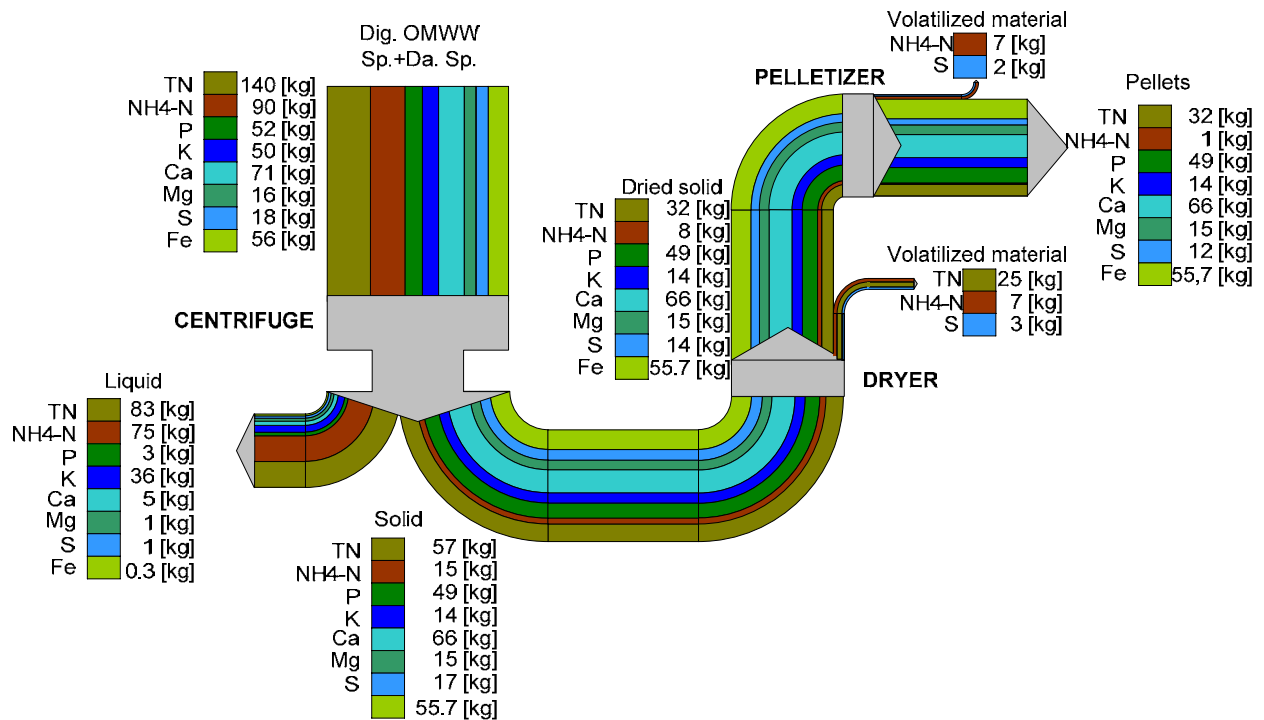 Dig. OMWW
Sp.+Da. Sp.
TN 140 [kg]
NH4-N 90 [kg]
P 52 [kg]
K 50 [kg]
Ca 71 [kg]
Mg 16 [kg]
S 18 [kg]
Fe 56 [kg]
CENTRIFUGE
Liquid
TN 83 [kg]
NH4-N 75 [kg]
P 3 [kg]
K 36 [kg]
Ca 5 [kg]
Mg 1 [kg]
S 1 [kg]
Fe 0.3 [kg]
Solid
TN 57 [kg]
NH4-N 15 [kg]
P 49 [kg]
K 14 [kg]
Ca 66 [kg]
Mg 15 [kg]
S 17 [kg]
55.7 [kg]
Dried solid
TN 32 [kg]
NH4-N 8 [kg]
P 49 [kg]
K 14 [kg]
Ca 66 [kg]
Mg 15 [kg]
S 14 [kg]
Fe 55.7 [kg]
DRYER
Volatilized material
TN 25 [kg]
NH4-N 7 [kg]
S 3 [kg]
PELLETIZER
Volatilized material
NH4-N 7 [kg]
S 2 [kg]
Pellets
TN 32 [kg]
NH4-N 1 [kg]
P 49 [kg]
K 14 [kg]
Ca 66 [kg]
Mg 15 [kg]
S 12 [kg]
Fe 55,7 [kg]